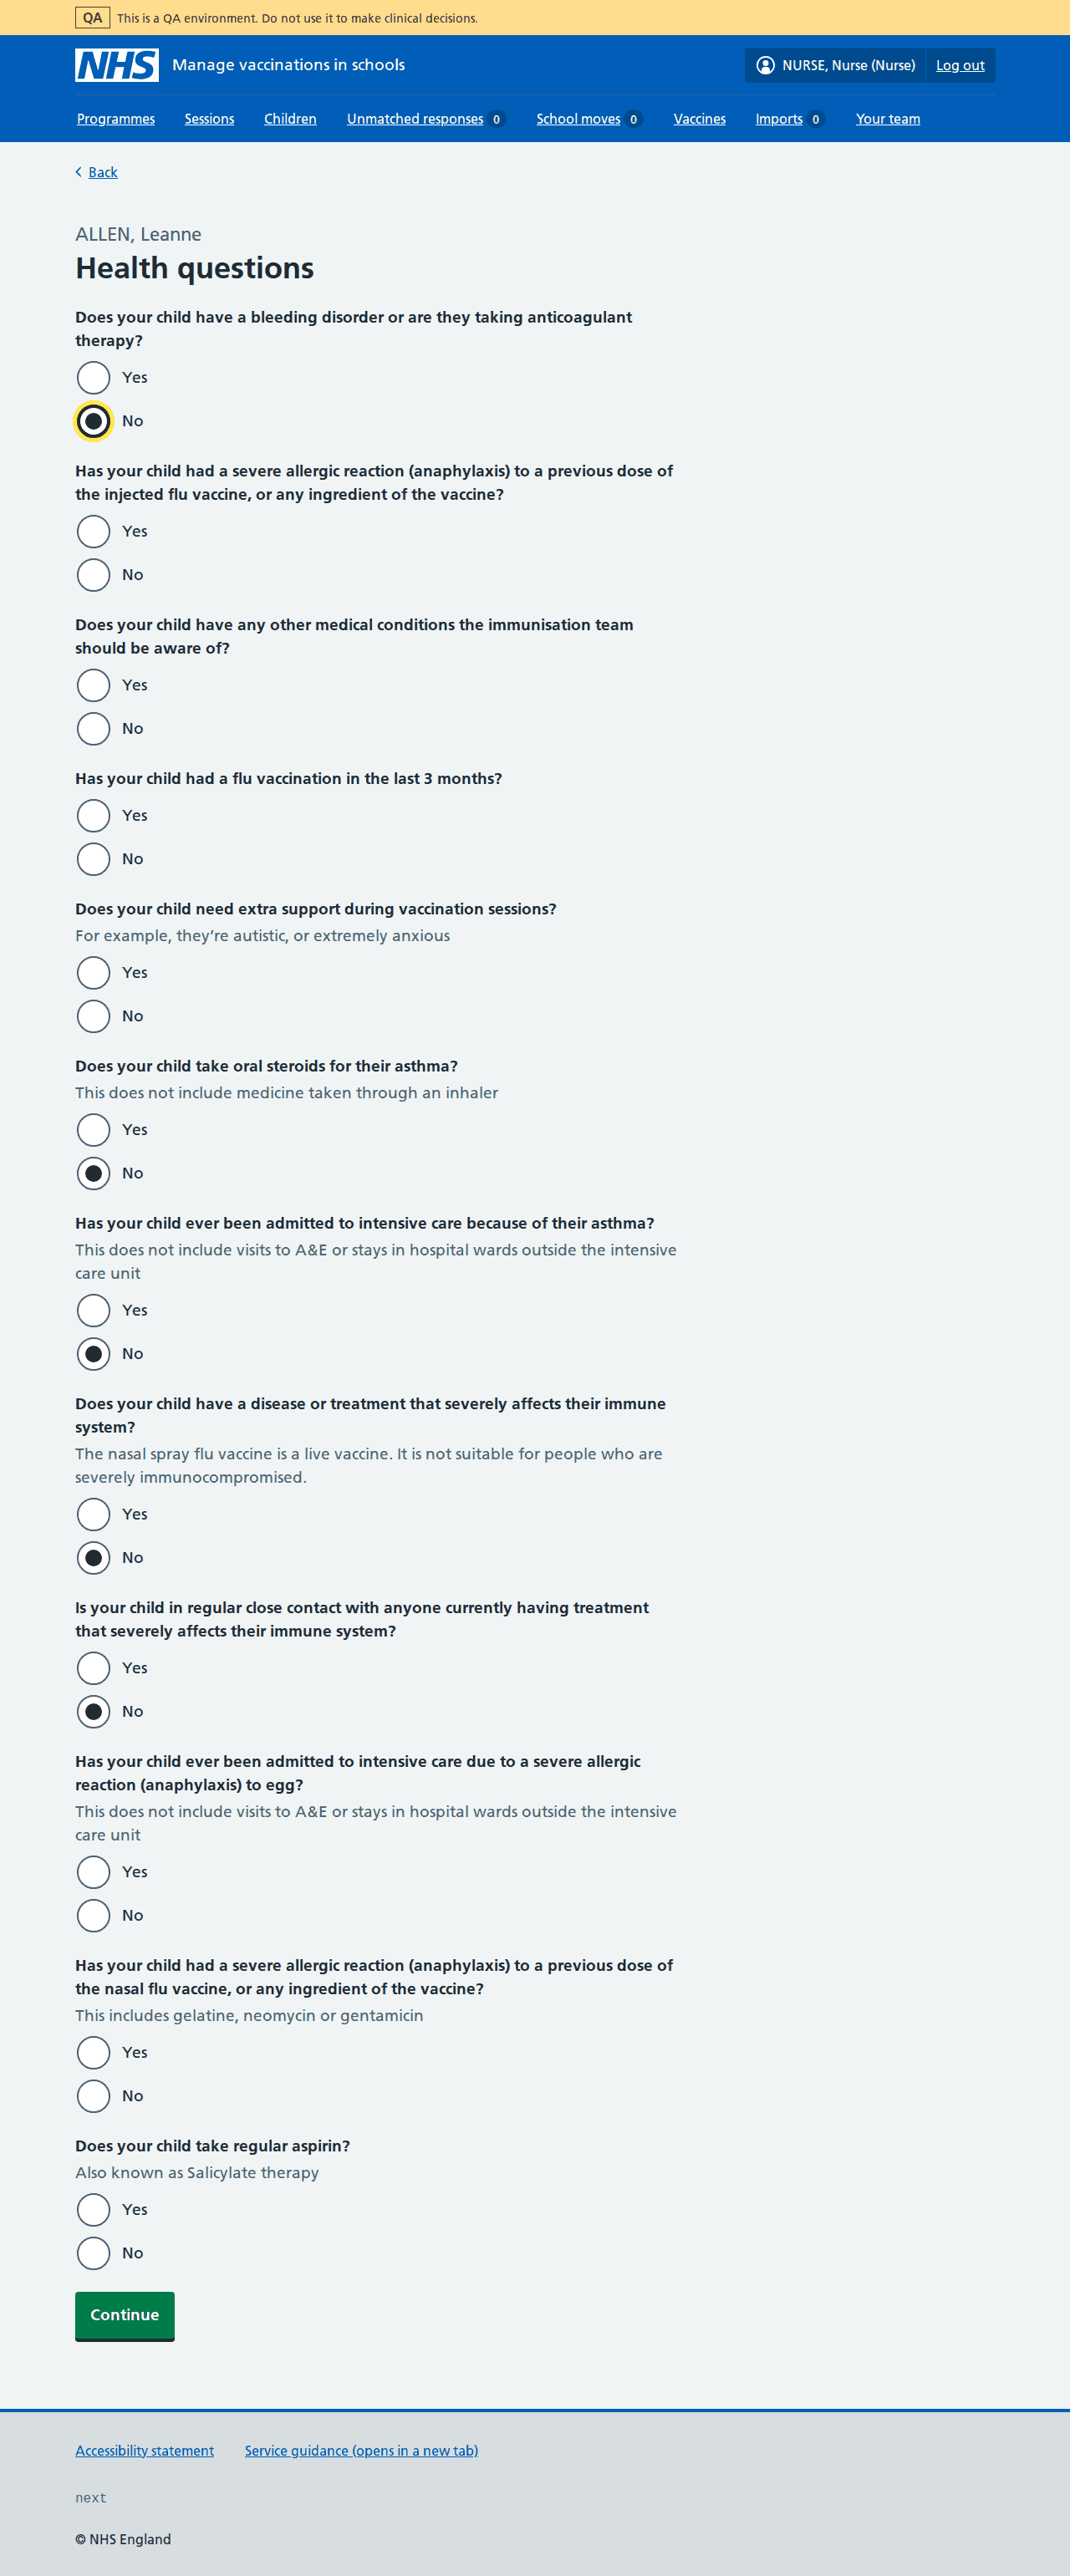 QA This is a QA environment. Do not use it to make clinical decisions.
NHS Manage vaccinations in schools NURSE, Nurse (Nurse) Log out
Programmes Sessions Children Unmatched responses 0 School moves 0 Vaccines Imports 0 Your team
Back
ALLEN, Leanne
Health questions
Does your child have a bleeding disorder or are they taking anticoagulant
therapy?
Yes
No
Has your child had a severe allergic reaction (anaphylaxis) to a previous dose of
the injected flu vaccine, or any ingredient of the vaccine?
Yes
No
Does your child have any other medical conditions the immunisation team
should be aware of?
Yes
No
Has your child had a flu vaccination in the last 3 months?
Yes
No
Does your child need extra support during vaccination sessions?
For example, they’re autistic, or extremely anxious
Yes
No
Does your child take oral steroids for their asthma?
This does not include medicine taken through an inhaler
Yes
No
Has your child ever been admitted to intensive care because of their asthma?
This does not include visits to A&E or stays in hospital wards outside the intensive
care unit
Yes
No
Does your child have a disease or treatment that severely affects their immune
system?
The nasal spray flu vaccine is a live vaccine. It is not suitable for people who are
severely immunocompromised.
Yes
No
Is your child in regular close contact with anyone currently having treatment
that severely affects their immune system?
Yes
No
Has your child ever been admitted to intensive care due to a severe allergic
reaction (anaphylaxis) to egg?
This does not include visits to A&E or stays in hospital wards outside the intensive
care unit
Yes
No
Has your child had a severe allergic reaction (anaphylaxis) to a previous dose of
the nasal flu vaccine, or any ingredient of the vaccine?
This includes gelatine, neomycin or gentamicin
Yes
No
Does your child take regular aspirin?
Also known as Salicylate therapy
Yes
No
Continue
Accessibility statement Service guidance (opens in a new tab)
next
© NHS England